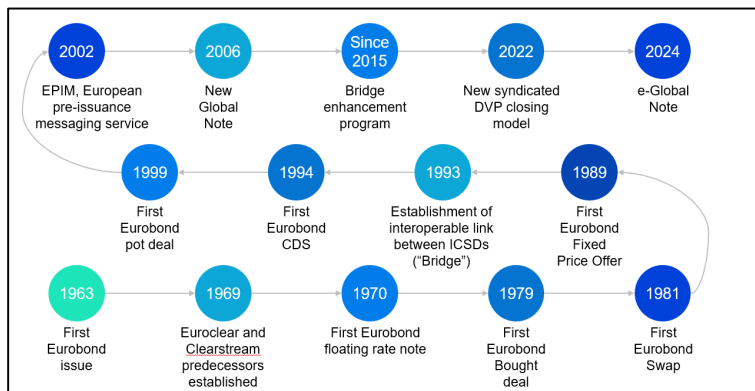 2002
2006
Since
2015
2022
2024
EPIM, European
pre-issuance
messaging service
New
Global
Note
Bridge
enhancement
program
New syndicated
DVP closing
model
e-Global
Note
1999
1994
1993
1989
First
Eurobond
pot deal
First
Eurobond
CDS
Establishment of
interoperable link
between ICSDs
(“Bridge”)
First
Eurobond
Fixed
Price Offer
1963
1969
1970
1979
1981
First
Eurobond
issue
Euroclear and
Clearstream
predecessors
established
First Eurobond
floating rate note
First
Eurobond
Bought
deal
First
Eurobond
Swap